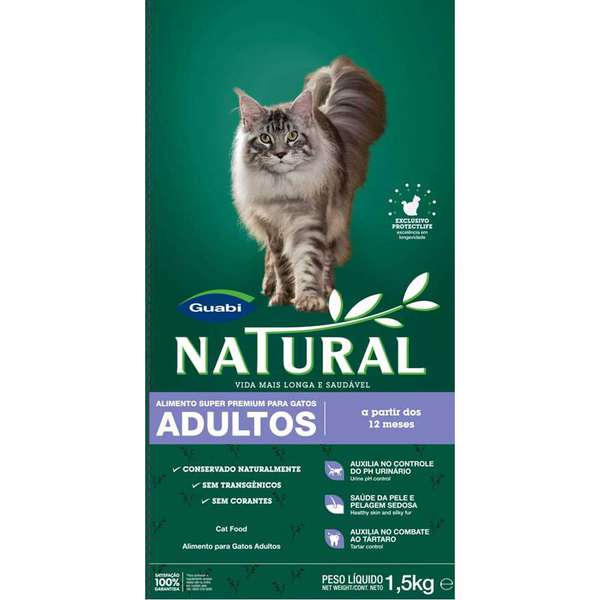 EXCLUSIVO
PROTECTLIFE
excelência em
longevidade
Guabi
NATURAL
VIDA MAIS LONGA E SAUDÁVEL
ALIMENTO SUPER PREMIUM PARA GATOS
ADULTOS
a partir dos
12 meses
CONSERVADO NATURALMENTE
SEM TRANSGÊNICOS
SEM CORANTES
Cat Food
Alimento para Gatos Adultos
AUXILIA NO CONTROLE
DO PH URINÁRIO
Urine pH control
SAÚDE DA PELE E
PELAGEM SEDOSA
Healthy skin and silky fur
AUXILIA NO COMBATE
AO TÁRTARO
Tartar control
SATISFAÇÃO
100%
GARANTIDA
PESO LÍQUIDO
NET WEIGHT/CONT. NETO
1,5kg e